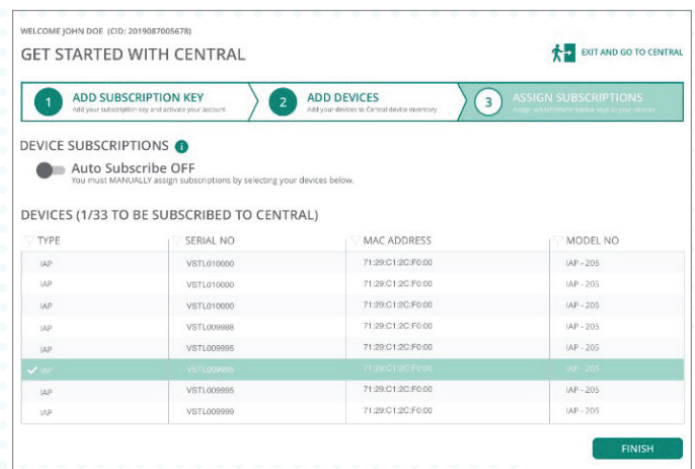 WELCOME JOHN DOE (CID: 2019087005678)
GET STARTED WITH CENTRAL
EXIT AND GO TO CENTRAL
1 ADD SUBSCRIPTION KEY
Add your subscription key and activate your account
2 ADD DEVICES
Add your devices to Central device inventory
3 ASSIGN SUBSCRIPTIONS
DEVICE SUBSCRIPTIONS i
Auto Subscribe OFF
You must MANUALLY assign subscriptions by selecting your devices below.
DEVICES (1/33 TO BE SUBSCRIBED TO CENTRAL)
TYPE SERIAL NO MAC ADDRESS MODEL NO
IAP VSTL010000 71:29:C1:2C:F0:00 IAP - 205
IAP VSTL010000 71:29:C1:2C:F0:00 IAP - 205
IAP VSTL010000 71:29:C1:2C:F0:00 IAP - 205
IAP VSTL009988 71:29:C1:2C:F0:00 IAP - 205
IAP VSTL009995 71:29:C1:2C:F0:00 IAP - 205
IAP VSTL009995 71:29:C1:2C:F0:00 IAP - 205
IAP VSTL009995 71:29:C1:2C:F0:00 IAP - 205
IAP VSTL009999 71:29:C1:2C:F0:00 IAP - 205
FINISH